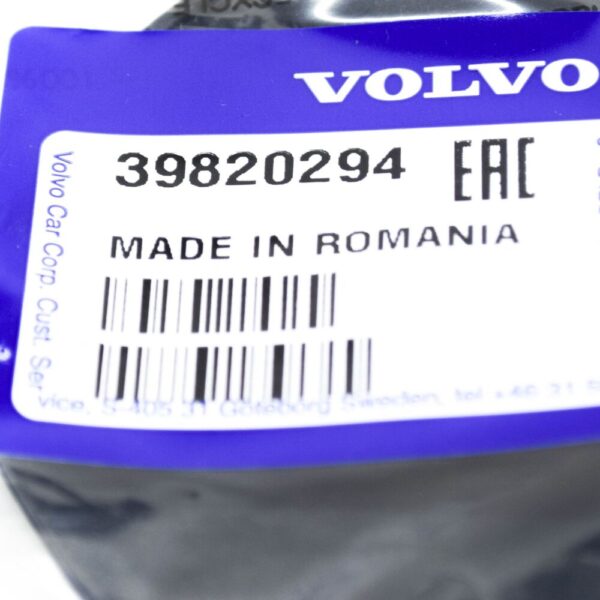 VOLVO
39820294 EAC
MADE IN ROMANIA
Volvo Car Corp. Cust. Service, S-405 31 Göteborg Sweden, tel +46 31